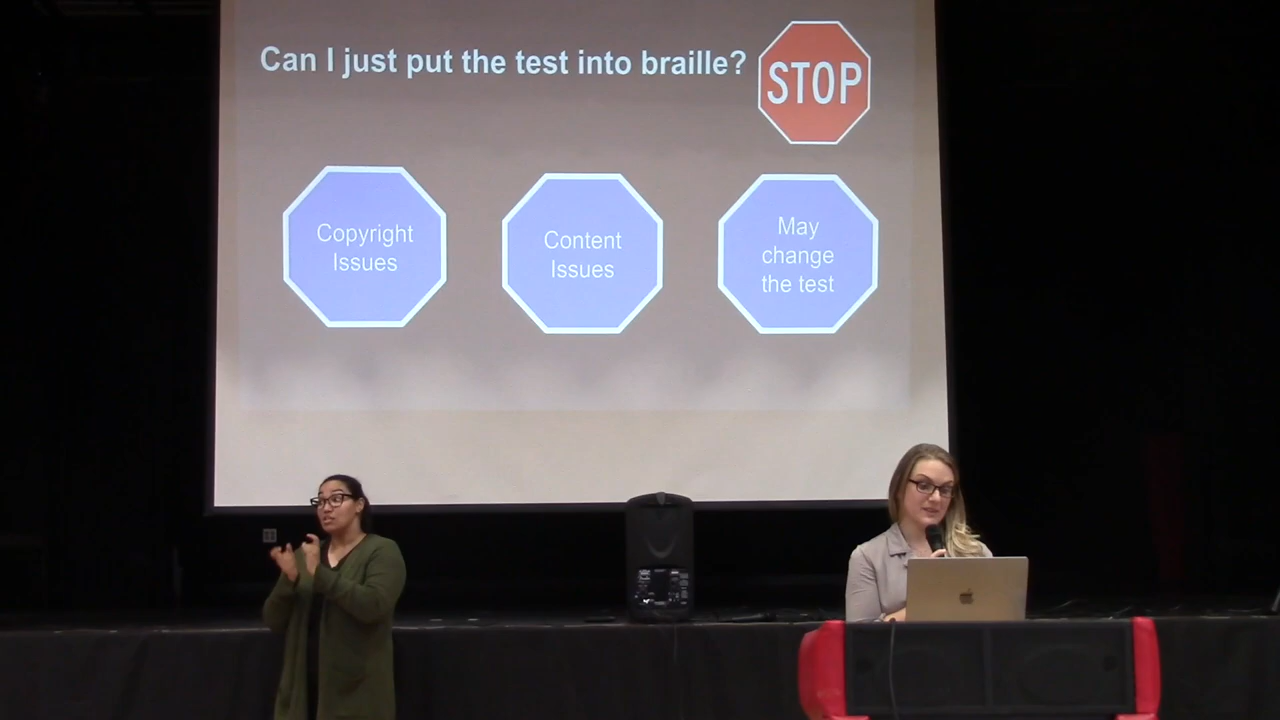 Can I just put the test into braille?
STOP
Copyright
Issues
Content
Issues
May
change
the test